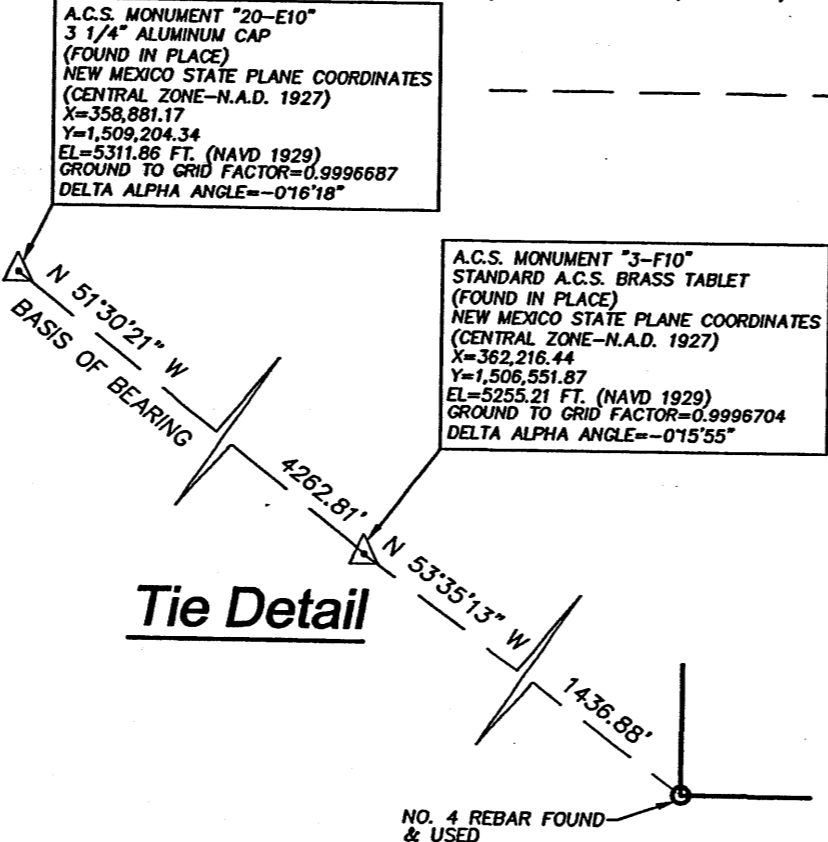 A.C.S. MONUMENT "20-E10"
3 1/4" ALUMINUM CAP
(FOUND IN PLACE)
NEW MEXICO STATE PLANE COORDINATES
(CENTRAL ZONE-N.A.D. 1927)
X=358,881.17
Y=1,509,204.34
EL=5311.86 FT. (NAVD 1929)
GROUND TO GRID FACTOR=0.9996687
DELTA ALPHA ANGLE=-0°16'18"
A.C.S. MONUMENT "3-F10"
STANDARD A.C.S. BRASS TABLET
(FOUND IN PLACE)
NEW MEXICO STATE PLANE COORDINATES
(CENTRAL ZONE-N.A.D. 1927)
X=362,216.44
Y=1,506,551.87
EL=5255.21 FT. (NAVD 1929)
GROUND TO GRID FACTOR=0.9996704
DELTA ALPHA ANGLE=-0°15'55"
N 51°30'21" W
BASIS OF BEARING
4262.81'
N 53°35'13" W
1436.88'
Tie Detail
NO. 4 REBAR FOUND
& USED